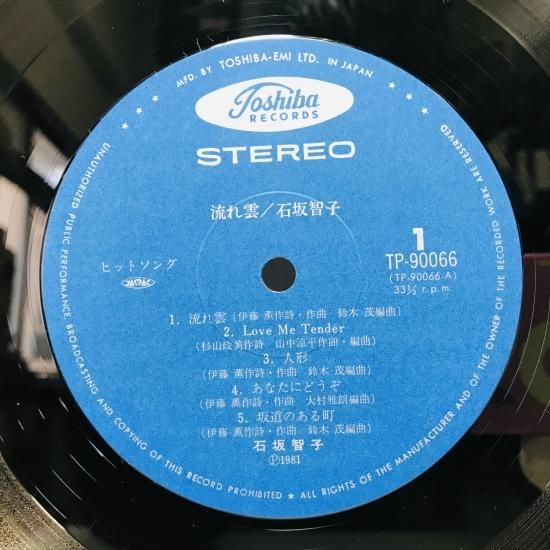 MFD. BY TOSHIBA-EMI LTD. IN JAPAN
Toshiba
RECORDS
STEREO
流れ雲/石坂智子
1
TP-90066
(TP-90066-A)
33⅓ r.p.m.
ヒットソング
JASRAC
1. 流れ雲(伊藤 薫作詩・作曲 鈴木 茂編曲)
2. Love Me Tender
(杉山政美作詩 山中涼平作曲・編曲)
3. 人形
(伊藤 薫作詩・作曲 鈴木 茂編曲)
4. あなたにどうぞ
(伊藤 薫作詩・作曲 大村雅朗編曲)
5. 坂道のある町
(伊藤 薫作詩・作曲 鈴木 茂編曲)
石坂智子
Ⓟ1981
UNAUTHORIZED PUBLIC PERFORMANCE, BROADCASTING AND COPYING OF THIS RECORD PROHIBITED ★ ALL RIGHTS OF THE MANUFACTURER AND OF THE OWNER OF THE RECORDED WORK ARE RESERVED